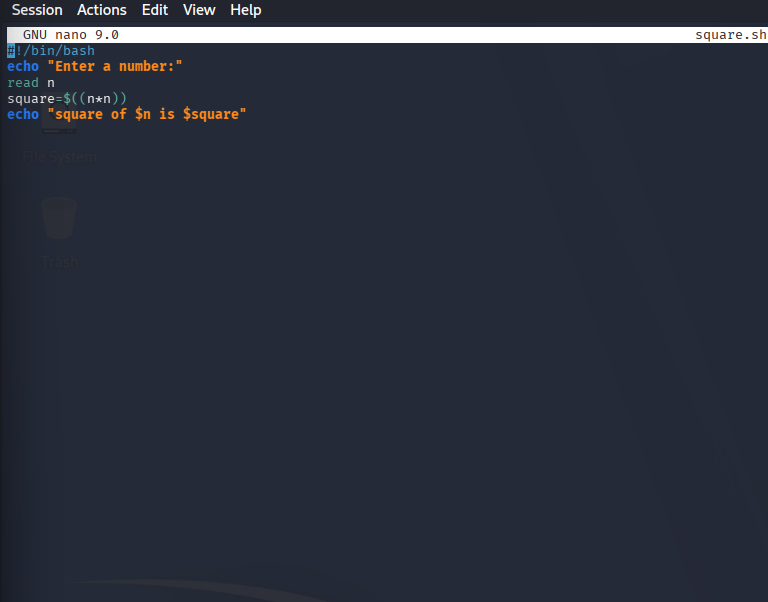 Session Actions Edit View Help
GNU nano 9.0 square.sh
#!/bin/bash
echo "Enter a number:"
read n
square=$((n*n))
echo "square of $n is $square"
File System
Trash